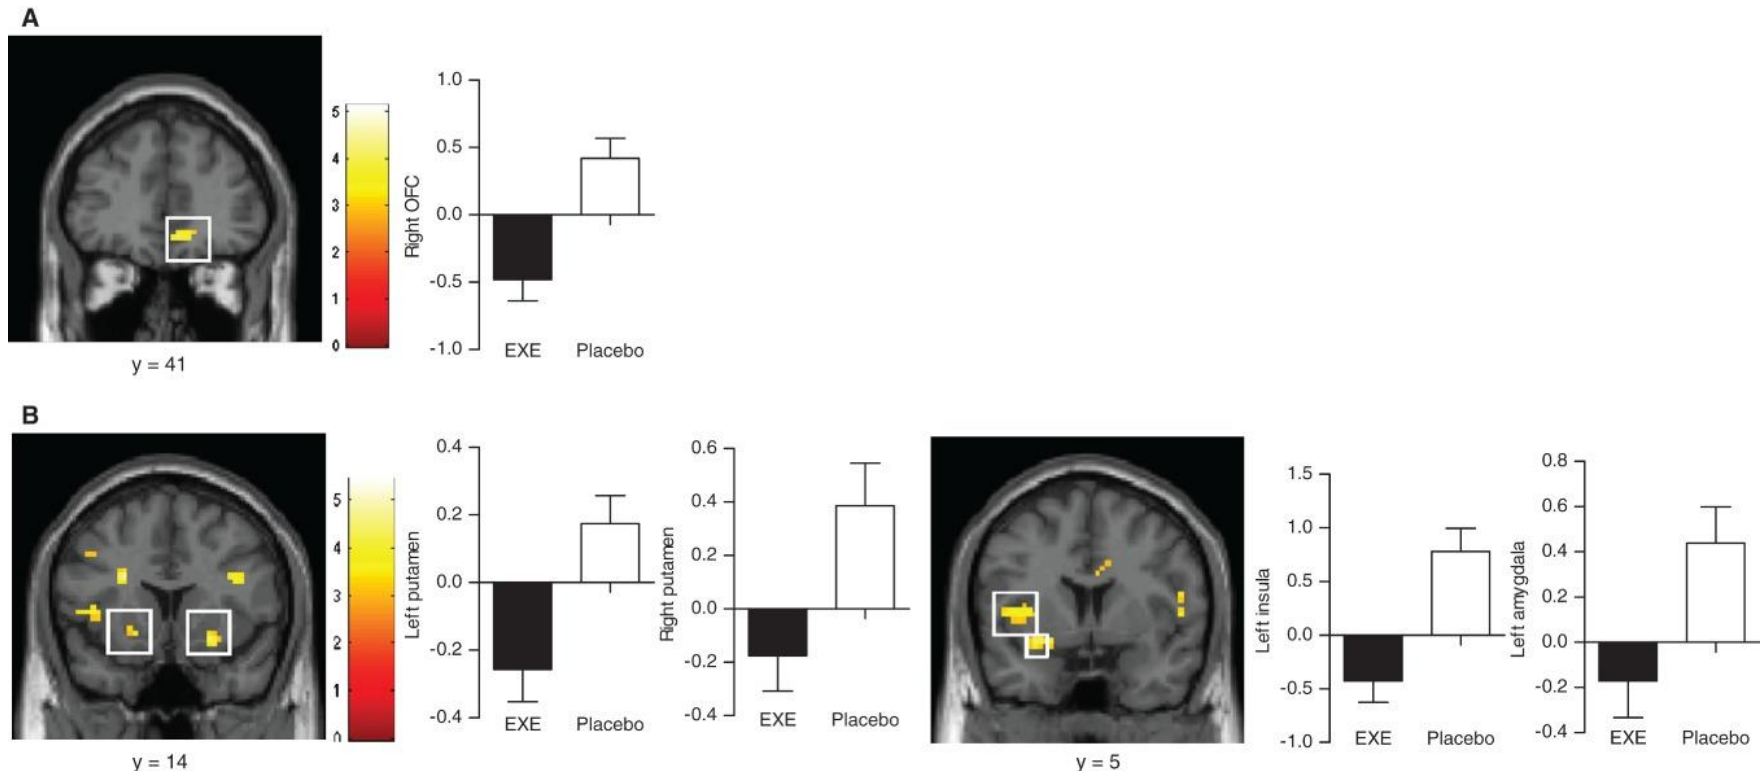 A
1.0
0.5
0.0
-0.5
-1.0
Right OFC
EXE Placebo
5
4
3
2
1
0
y = 41
B
5
4
3
2
1
0
y = 14
0.4
0.2
0.0
-0.2
-0.4
Left putamen
EXE Placebo
0.6
0.4
0.2
0.0
-0.2
-0.4
Right putamen
EXE Placebo
y = 5
1.5
1.0
0.5
0.0
-0.5
-1.0
Left insula
EXE Placebo
0.8
0.6
0.4
0.2
0.0
-0.2
-0.4
Left amygdala
EXE Placebo